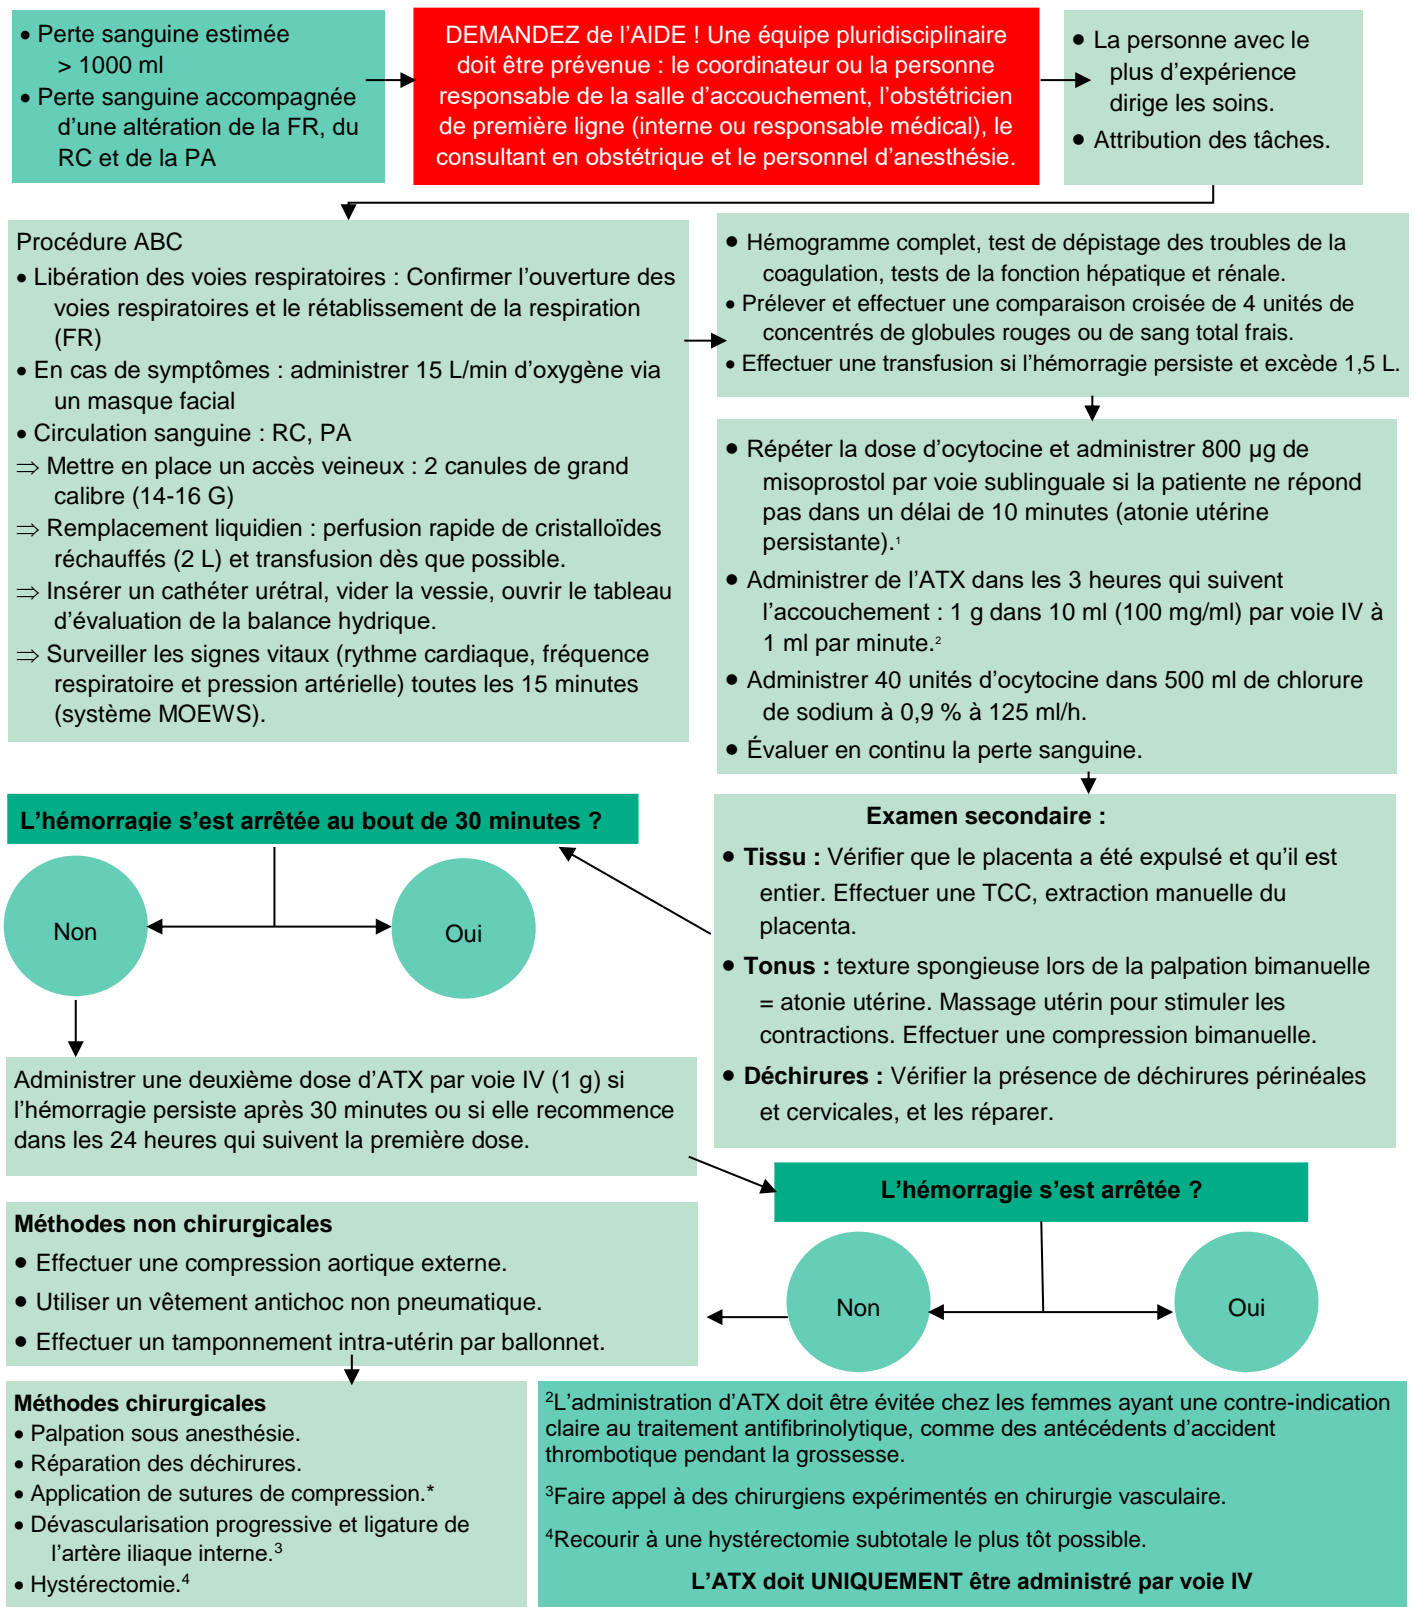 • Perte sanguine estimée
> 1000 ml
• Perte sanguine accompagnée
d’une altération de la FR, du
RC et de la PA
DEMANDEZ de l’AIDE ! Une équipe pluridisciplinaire
doit être prévenue : le coordinateur ou la personne
responsable de la salle d’accouchement, l’obstétricien
de première ligne (interne ou responsable médical), le
consultant en obstétrique et le personnel d’anesthésie.
• La personne avec le
plus d’expérience
dirige les soins.
• Attribution des tâches.
Procédure ABC
• Libération des voies respiratoires : Confirmer l’ouverture des
voies respiratoires et le rétablissement de la respiration
(FR)
• En cas de symptômes : administrer 15 L/min d’oxygène via
un masque facial
• Circulation sanguine : RC, PA
⇒ Mettre en place un accès veineux : 2 canules de grand
calibre (14-16 G)
⇒ Remplacement liquidien : perfusion rapide de cristalloïdes
réchauffés (2 L) et transfusion dès que possible.
⇒ Insérer un cathéter urétral, vider la vessie, ouvrir le tableau
d’évaluation de la balance hydrique.
⇒ Surveiller les signes vitaux (rythme cardiaque, fréquence
respiratoire et pression artérielle) toutes les 15 minutes
(système MOEWS).
• Hémogramme complet, test de dépistage des troubles de la
coagulation, tests de la fonction hépatique et rénale.
• Prélever et effectuer une comparaison croisée de 4 unités de
concentrés de globules rouges ou de sang total frais.
• Effectuer une transfusion si l’hémorragie persiste et excède 1,5 L.
• Répéter la dose d’ocytocine et administrer 800 µg de
misoprostol par voie sublinguale si la patiente ne répond
pas dans un délai de 10 minutes (atonie utérine
persistante).¹
• Administrer de l’ATX dans les 3 heures qui suivent
l’accouchement : 1 g dans 10 ml (100 mg/ml) par voie IV à
1 ml par minute.²
• Administrer 40 unités d’ocytocine dans 500 ml de chlorure
de sodium à 0,9 % à 125 ml/h.
• Évaluer en continu la perte sanguine.
Examen secondaire :
• Tissu : Vérifier que le placenta a été expulsé et qu’il est
entier. Effectuer une TCC, extraction manuelle du
placenta.
• Tonus : texture spongieuse lors de la palpation bimanuelle
= atonie utérine. Massage utérin pour stimuler les
contractions. Effectuer une compression bimanuelle.
• Déchirures : Vérifier la présence de déchirures périnéales
et cervicales, et les réparer.
L’hémorragie s’est arrêtée au bout de 30 minutes ?
Non
Oui
Administrer une deuxième dose d’ATX par voie IV (1 g) si
l’hémorragie persiste après 30 minutes ou si elle recommence
dans les 24 heures qui suivent la première dose.
L’hémorragie s’est arrêtée ?
Non
Oui
Méthodes non chirurgicales
• Effectuer une compression aortique externe.
• Utiliser un vêtement antichoc non pneumatique.
• Effectuer un tamponnement intra-utérin par ballonnet.
Méthodes chirurgicales
• Palpation sous anesthésie.
• Réparation des déchirures.
• Application de sutures de compression.*
• Dévascularisation progressive et ligature de
l’artère iliaque interne.³
• Hystérectomie.⁴
²L’administration d’ATX doit être évitée chez les femmes ayant une contre-indication
claire au traitement antifibrinolytique, comme des antécédents d’accident
thrombotique pendant la grossesse.
³Faire appel à des chirurgiens expérimentés en chirurgie vasculaire.
⁴Recourir à une hystérectomie subtotale le plus tôt possible.
L’ATX doit UNIQUEMENT être administré par voie IV